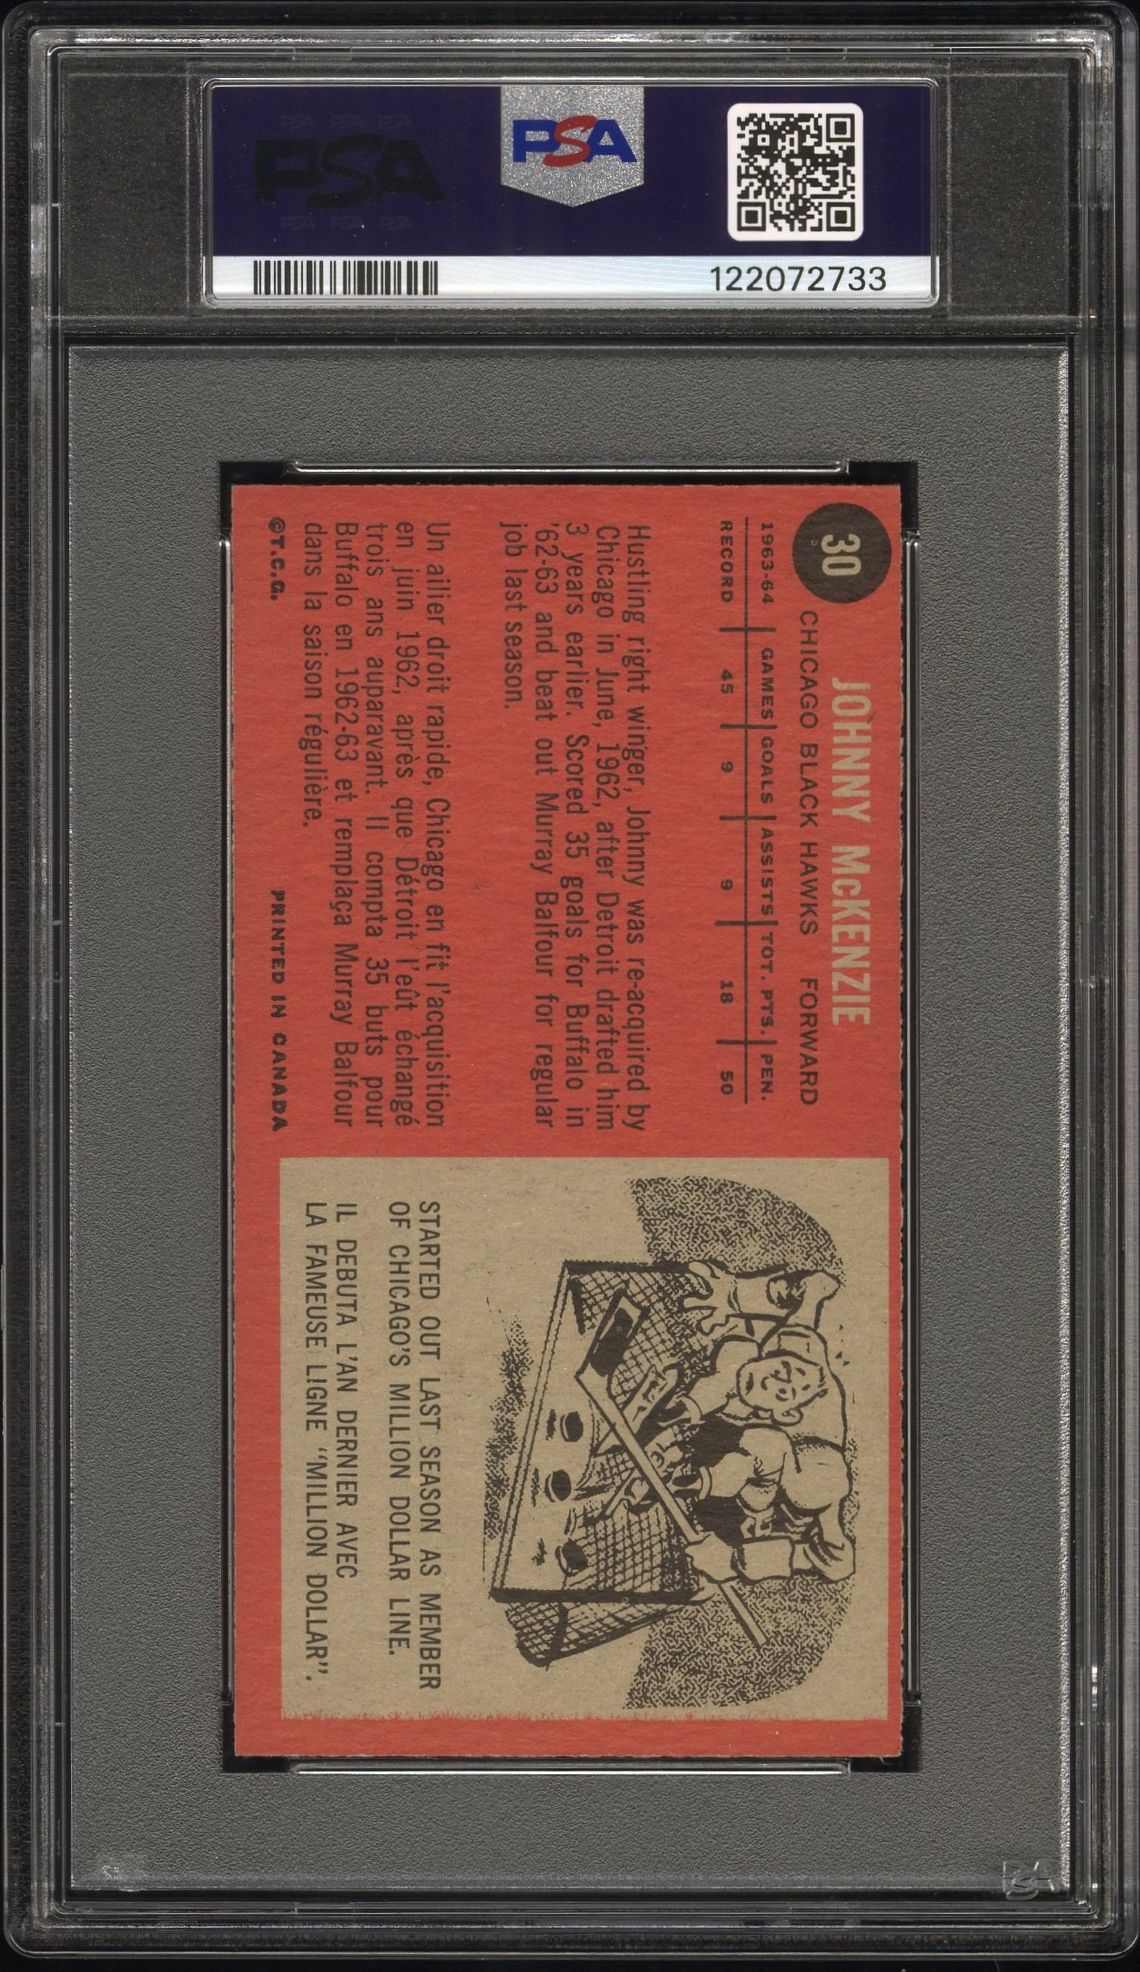 PSA
PSA
122072733
30
JOHNNY McKENZIE
CHICAGO BLACK HAWKS FORWARD
1963-64 GAMES GOALS ASSISTS TOT. PTS. PEN.
RECORD 45 9 9 18 50
Hustling right winger, Johnny was re-acquired by
Chicago in June, 1962, after Detroit drafted him
3 years earlier. Scored 35 goals for Buffalo in
'62-63 and beat out Murray Balfour for regular
job last season.
Un ailier droit rapide, Chicago en fit l'acquisition
en juin 1962, après que Détroit l'eût échangé
trois ans auparavant. Il compta 35 buts pour
Buffalo en 1962-63 et remplaça Murray Balfour
dans la saison régulière.
©T.C.G. PRINTED IN CANADA
STARTED OUT LAST SEASON AS MEMBER
OF CHICAGO'S MILLION DOLLAR LINE.
IL DEBUTA L'AN DERNIER AVEC
LA FAMEUSE LIGNE "MILLION DOLLAR".
PSA